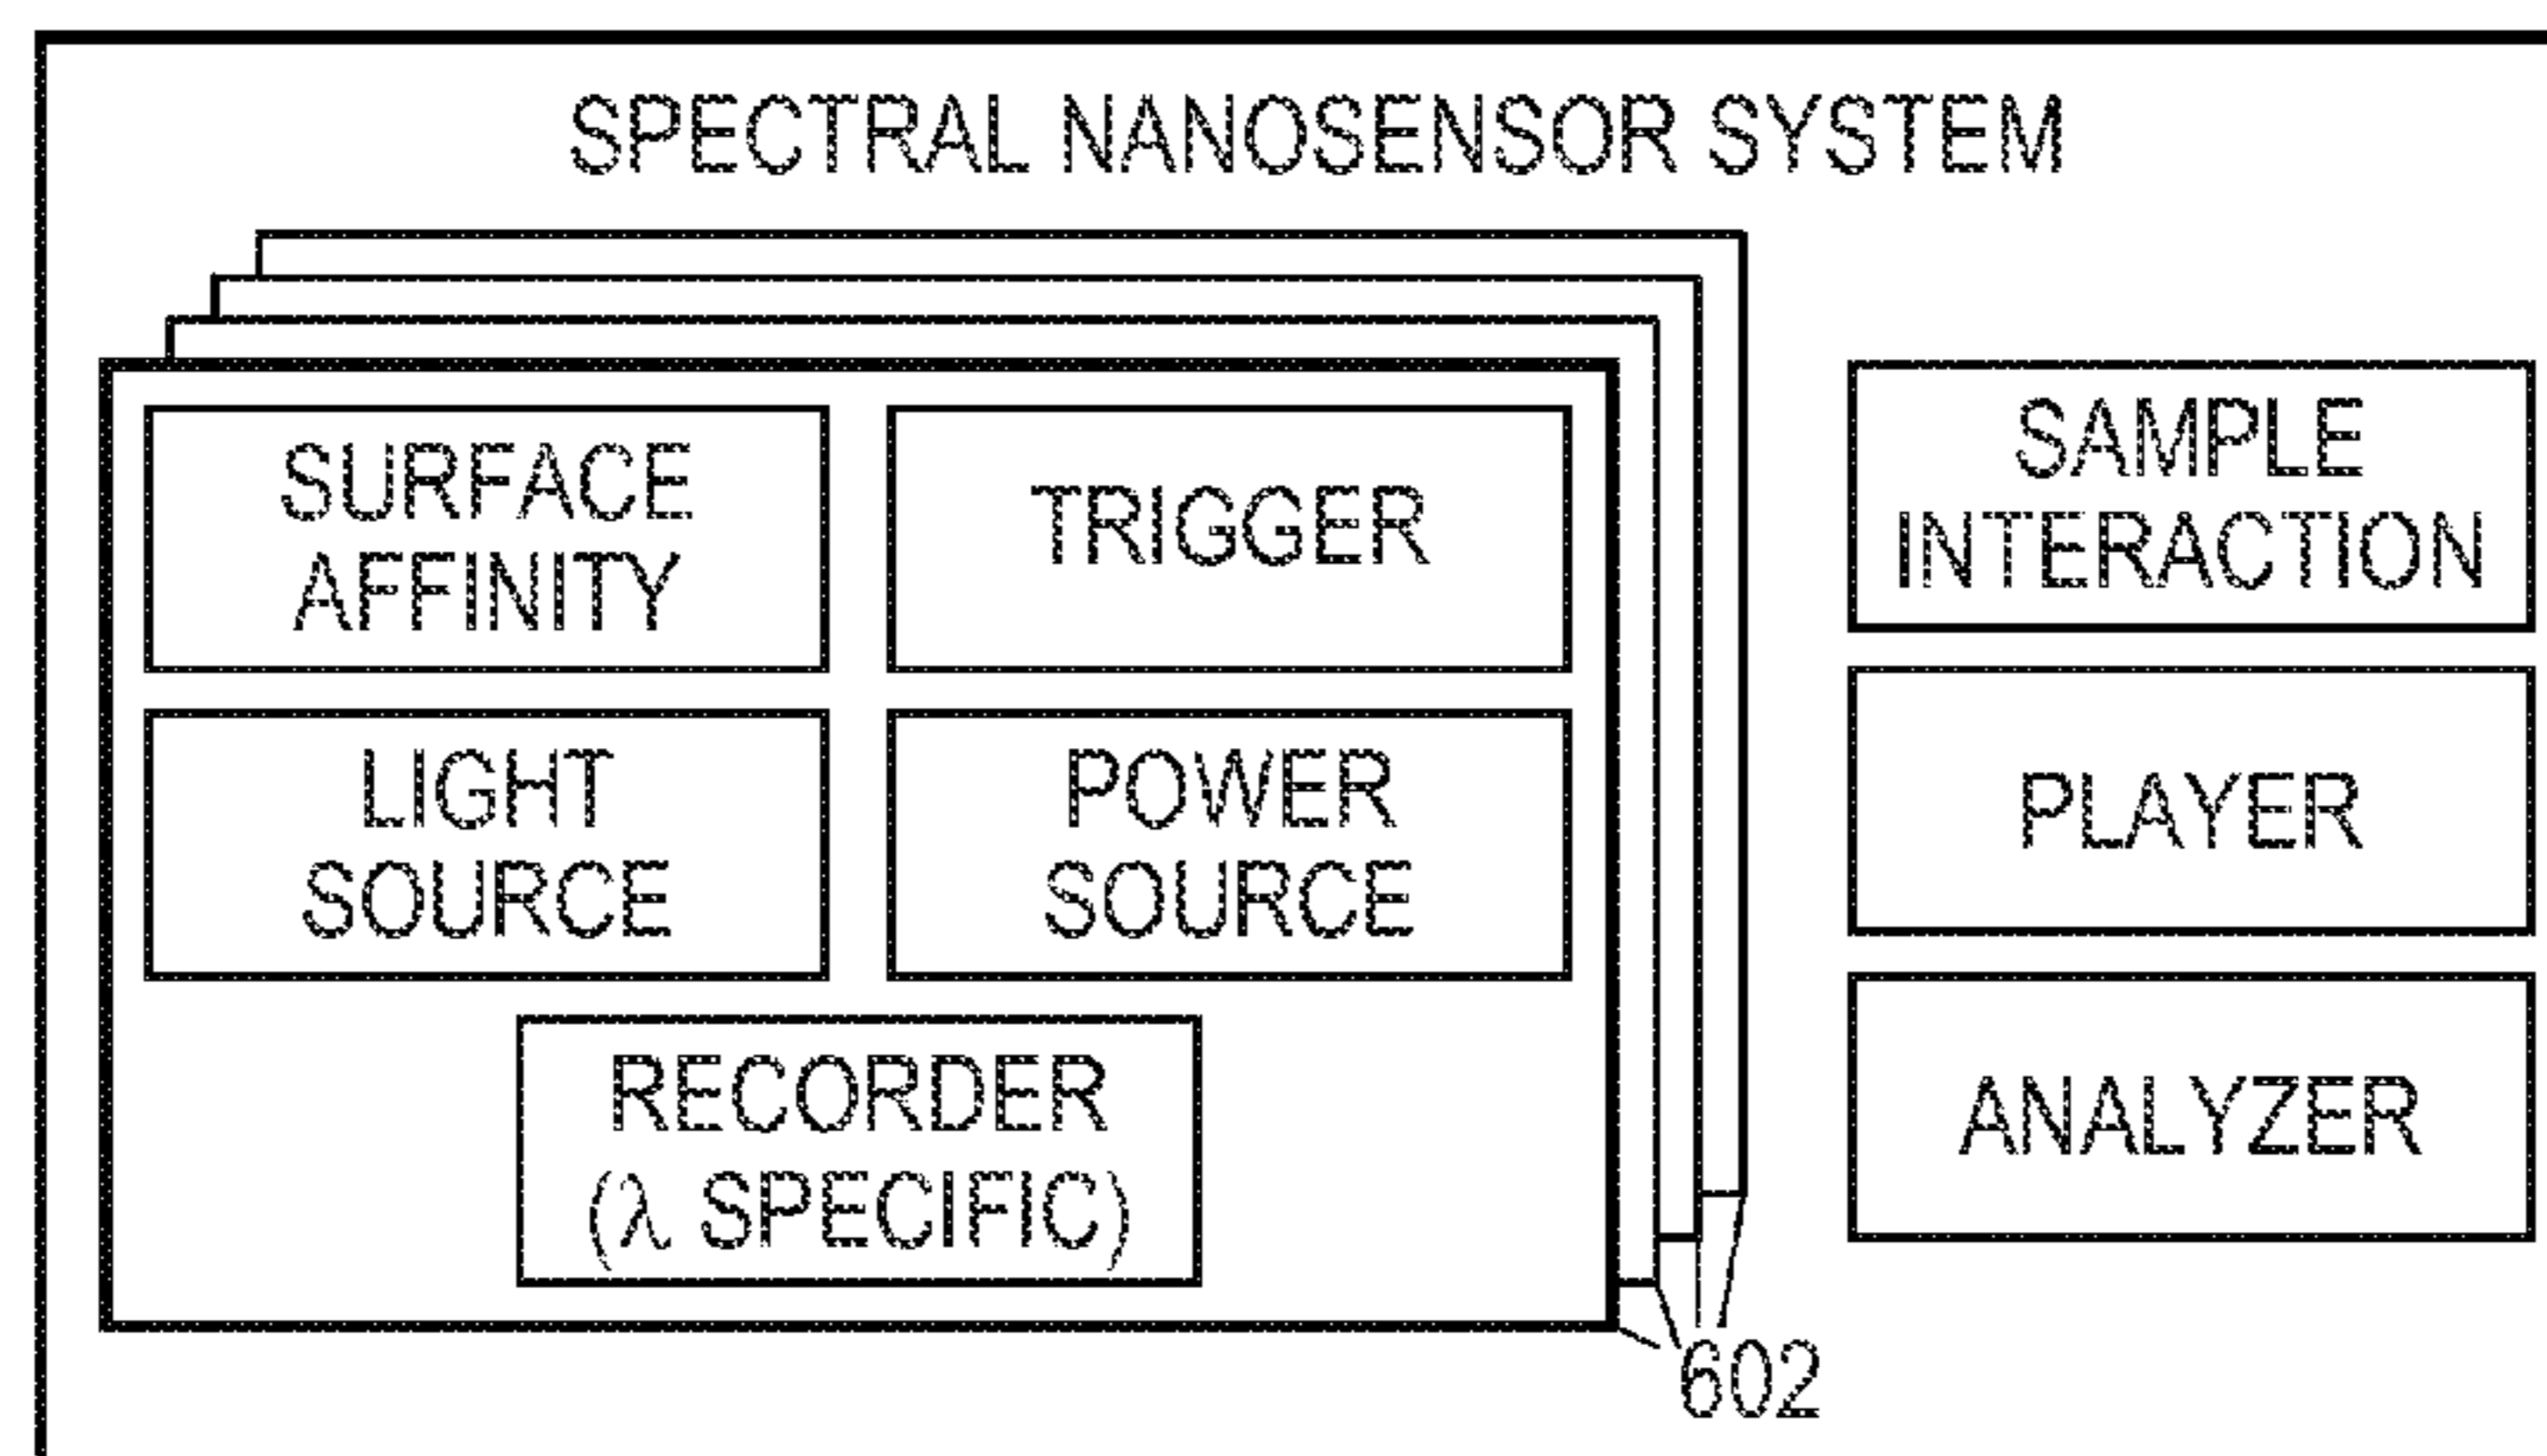 SPECTRAL NANOSENSOR SYSTEM
SURFACE
AFFINITY
TRIGGER
LIGHT
SOURCE
POWER
SOURCE
RECORDER
(λ SPECIFIC)
602
SAMPLE
INTERACTION
PLAYER
ANALYZER